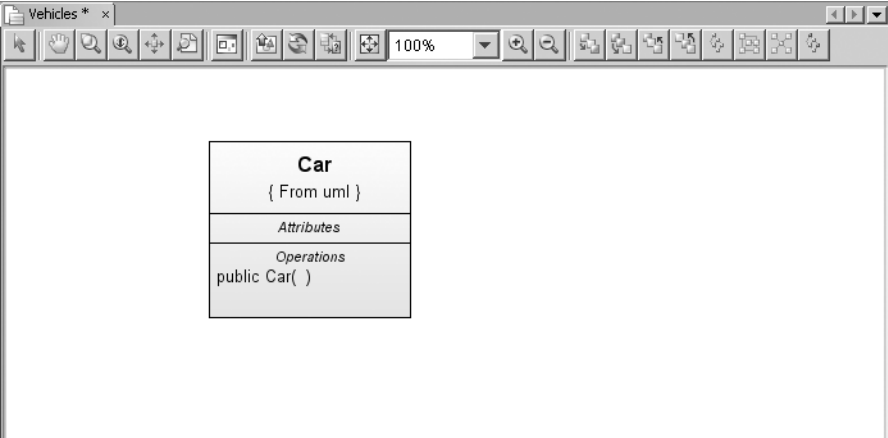 Vehicles *
100%
Car
{ From uml }
Attributes
Operations
public Car( )